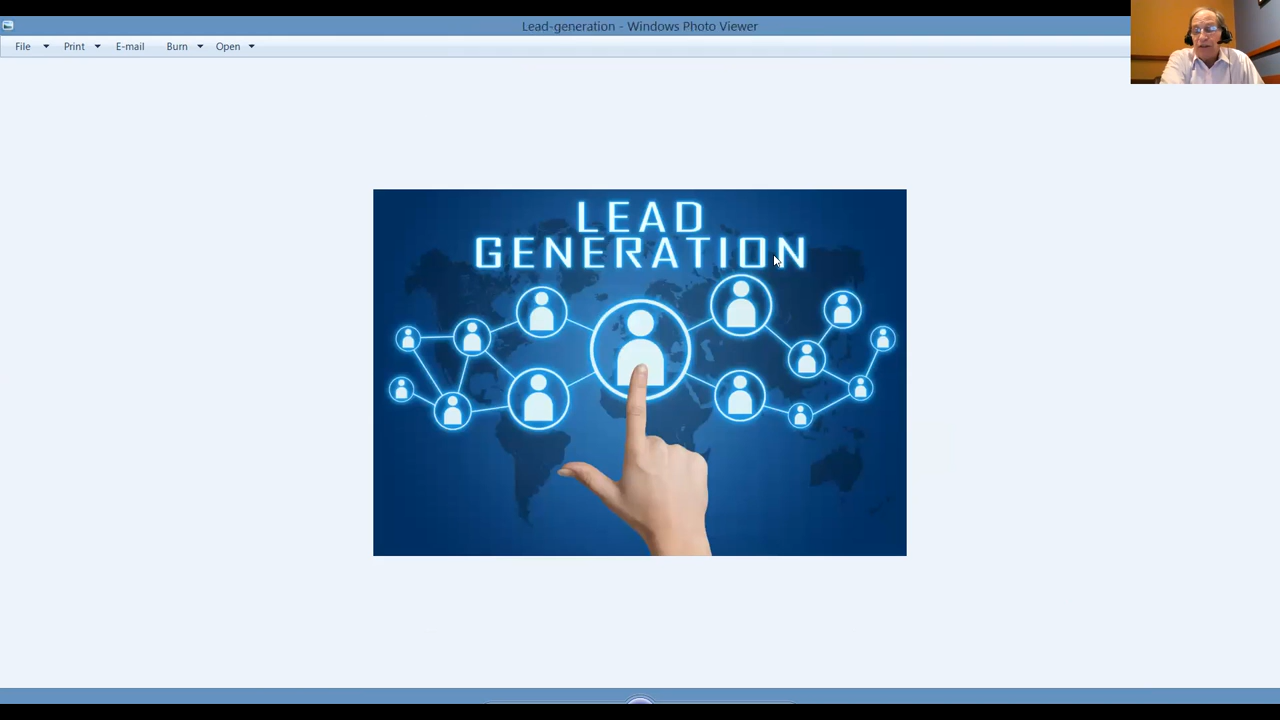 Lead-generation - Windows Photo Viewer
File Print E-mail Burn Open
LEAD
GENERATION